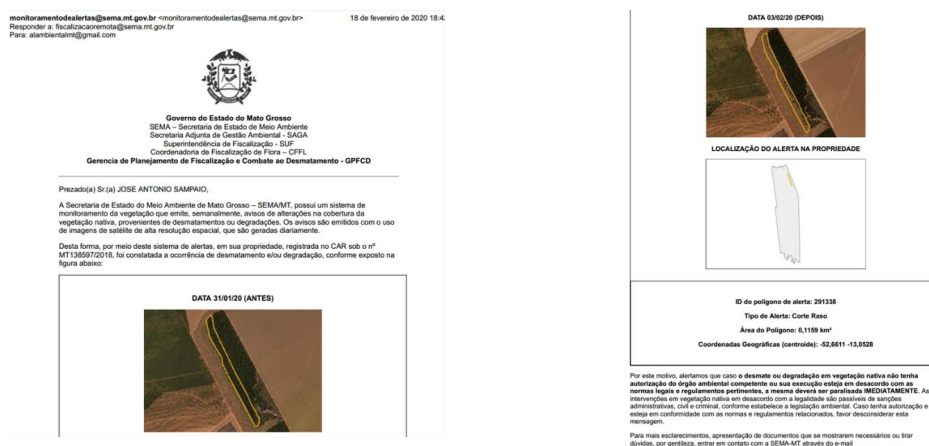 monitoramentodealertas@sema.mt.gov.br <monitoramentodealertas@sema.mt.gov.br>
18 de fevereiro de 2020 18:4
Responder a: fiscalizacaoremota@sema.mt.gov.br
Para: alambientalmt@gmail.com
Governo do Estado do Mato Grosso
SEMA – Secretaria de Estado de Meio Ambiente
Secretaria Adjunta de Gestão Ambiental - SAGA
Superintendência de Fiscalização - SUF
Coordenadoria de Fiscalização de Flora – CFFL
Gerencia de Planejamento de Fiscalização e Combate ao Desmatamento - GPFCD
Prezado(a) Sr.(a) JOSE ANTONIO SAMPAIO,
A Secretaria de Estado do Meio Ambiente de Mato Grosso – SEMA/MT, possui um sistema de
monitoramento da vegetação que emite, semanalmente, avisos de alterações na cobertura da
vegetação nativa, provenientes de desmatamentos ou degradações. Os avisos são emitidos com o uso
de imagens de satélite de alta resolução espacial, que são geradas diariamente.
Desta forma, por meio deste sistema de alertas, em sua propriedade, registrada no CAR sob o nº
MT138597/2018, foi constatada a ocorrência de desmatamento e/ou degradação, conforme exposto na
figura abaixo:
DATA 31/01/20 (ANTES)
DATA 03/02/20 (DEPOIS)
LOCALIZAÇÃO DO ALERTA NA PROPRIEDADE
ID do polígono de alerta: 291338
Tipo de Alerta: Corte Raso
Área do Polígono: 0,1159 km²
Coordenadas Geográficas (centroide): -52,6611 -13,0528
Por este motivo, alertamos que caso o desmate ou degradação em vegetação nativa não tenha
autorização do órgão ambiental competente ou sua execução esteja em desacordo com as
normas legais e regulamentos pertinentes, a mesma deverá ser paralisada IMEDIATAMENTE. As
intervenções em vegetação nativa em desacordo com a legalidade são passíveis de sanções
administrativas, civil e criminal, conforme estabelece a legislação ambiental. Caso tenha autorização e
esteja em conformidade com as normas e regulamentos relacionados, favor desconsiderar esta
mensagem.
Para mais esclarecimentos, apresentação de documentos que se mostrarem necessários ou tirar
dúvidas, por gentileza, entrar em contato com a SEMA-MT através do e-mail